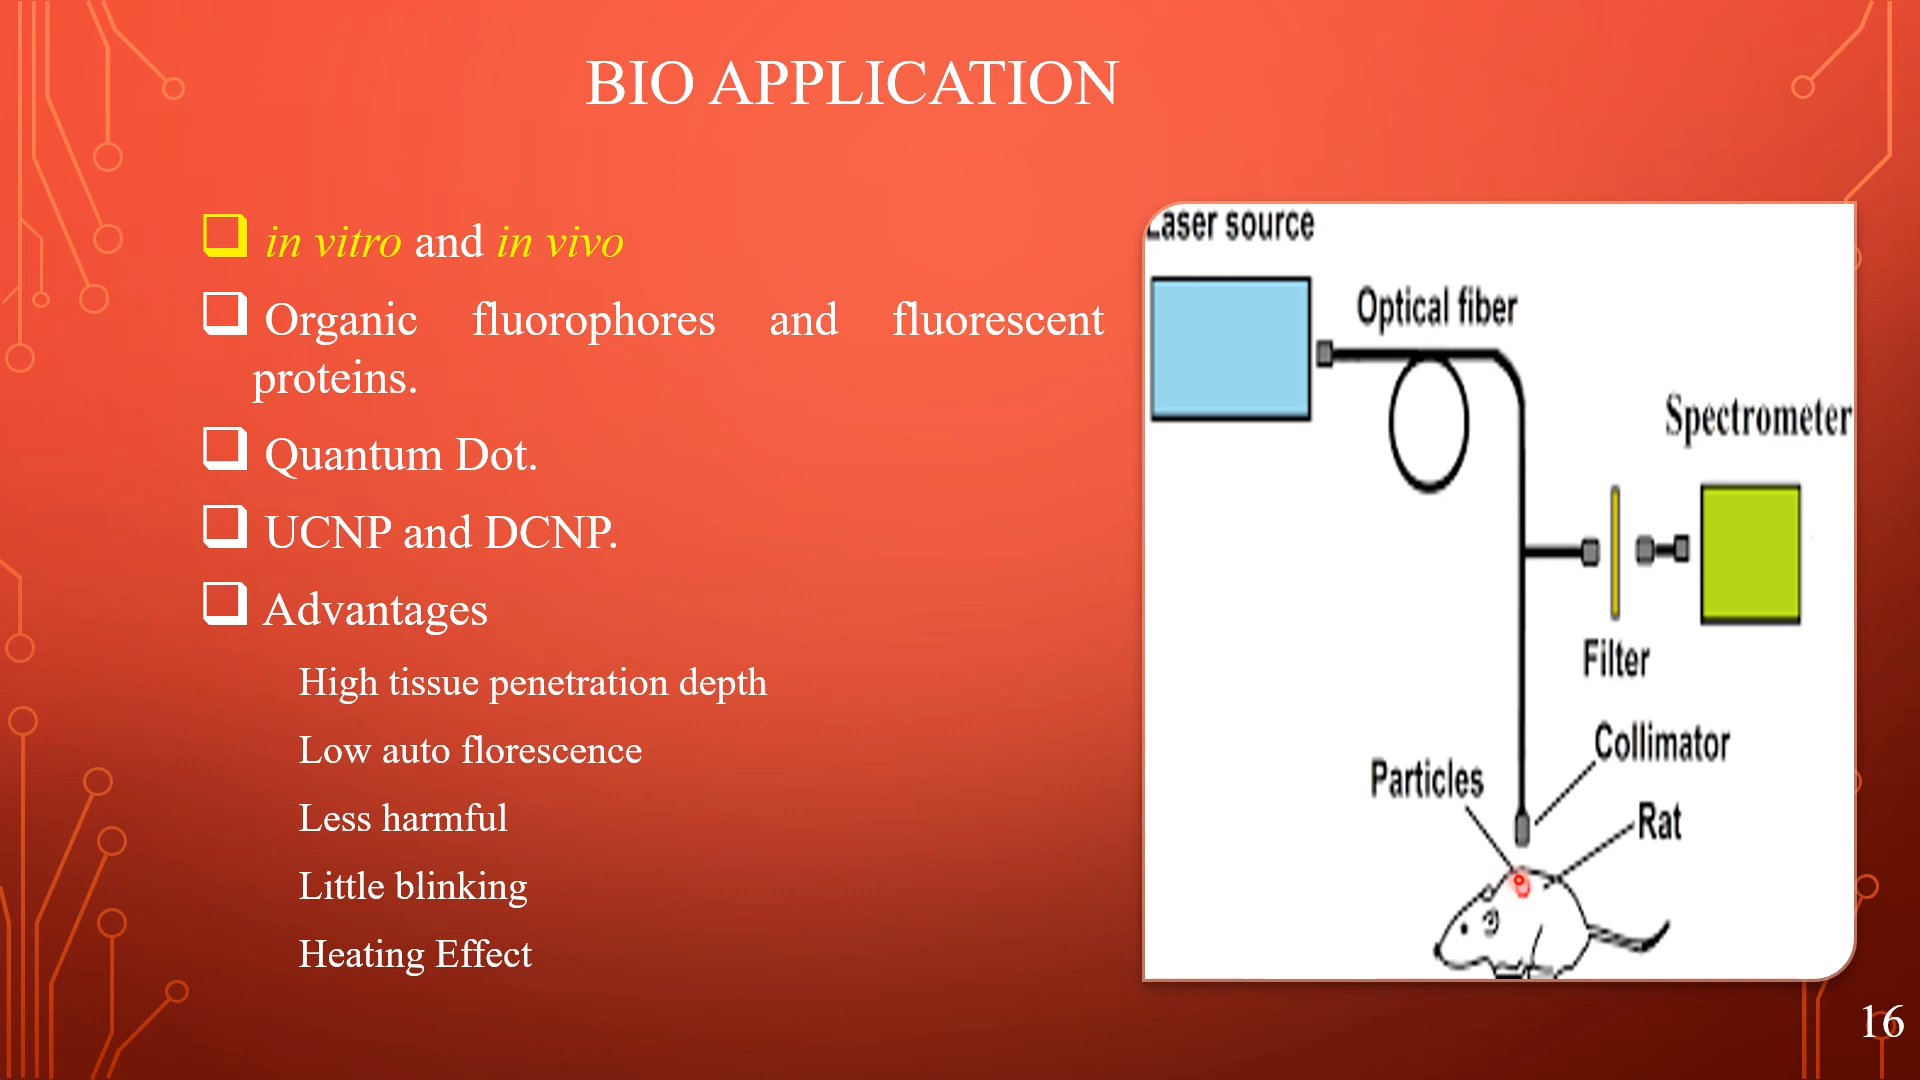 BIO APPLICATION
in vitro and in vivo
Organic fluorophores and fluorescent
proteins.
Quantum Dot.
UCNP and DCNP.
Advantages
High tissue penetration depth
Low auto florescence
Less harmful
Little blinking
Heating Effect
Laser source
Optical fiber
Spectrometer
Filter
Collimator
Particles
Rat
16